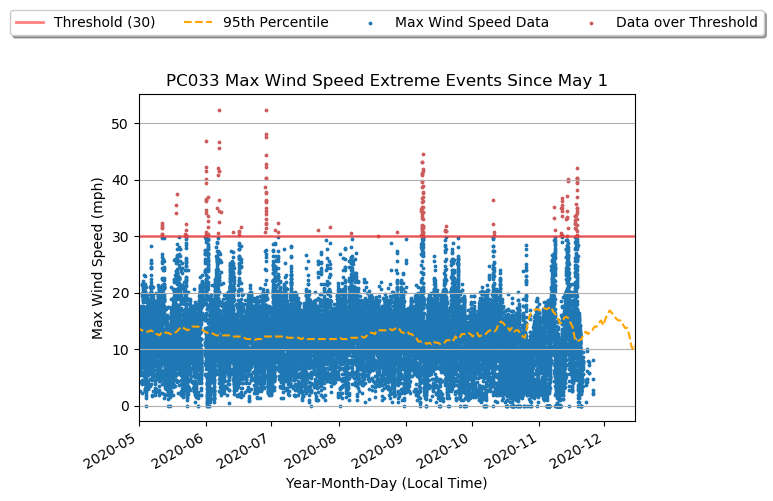 Threshold (30) 95th Percentile Max Wind Speed Data Data over Threshold
PC033 Max Wind Speed Extreme Events Since May 1
Max Wind Speed (mph)
50
40
30
20
10
0
2020-05 2020-06 2020-07 2020-08 2020-09 2020-10 2020-11 2020-12
Year-Month-Day (Local Time)